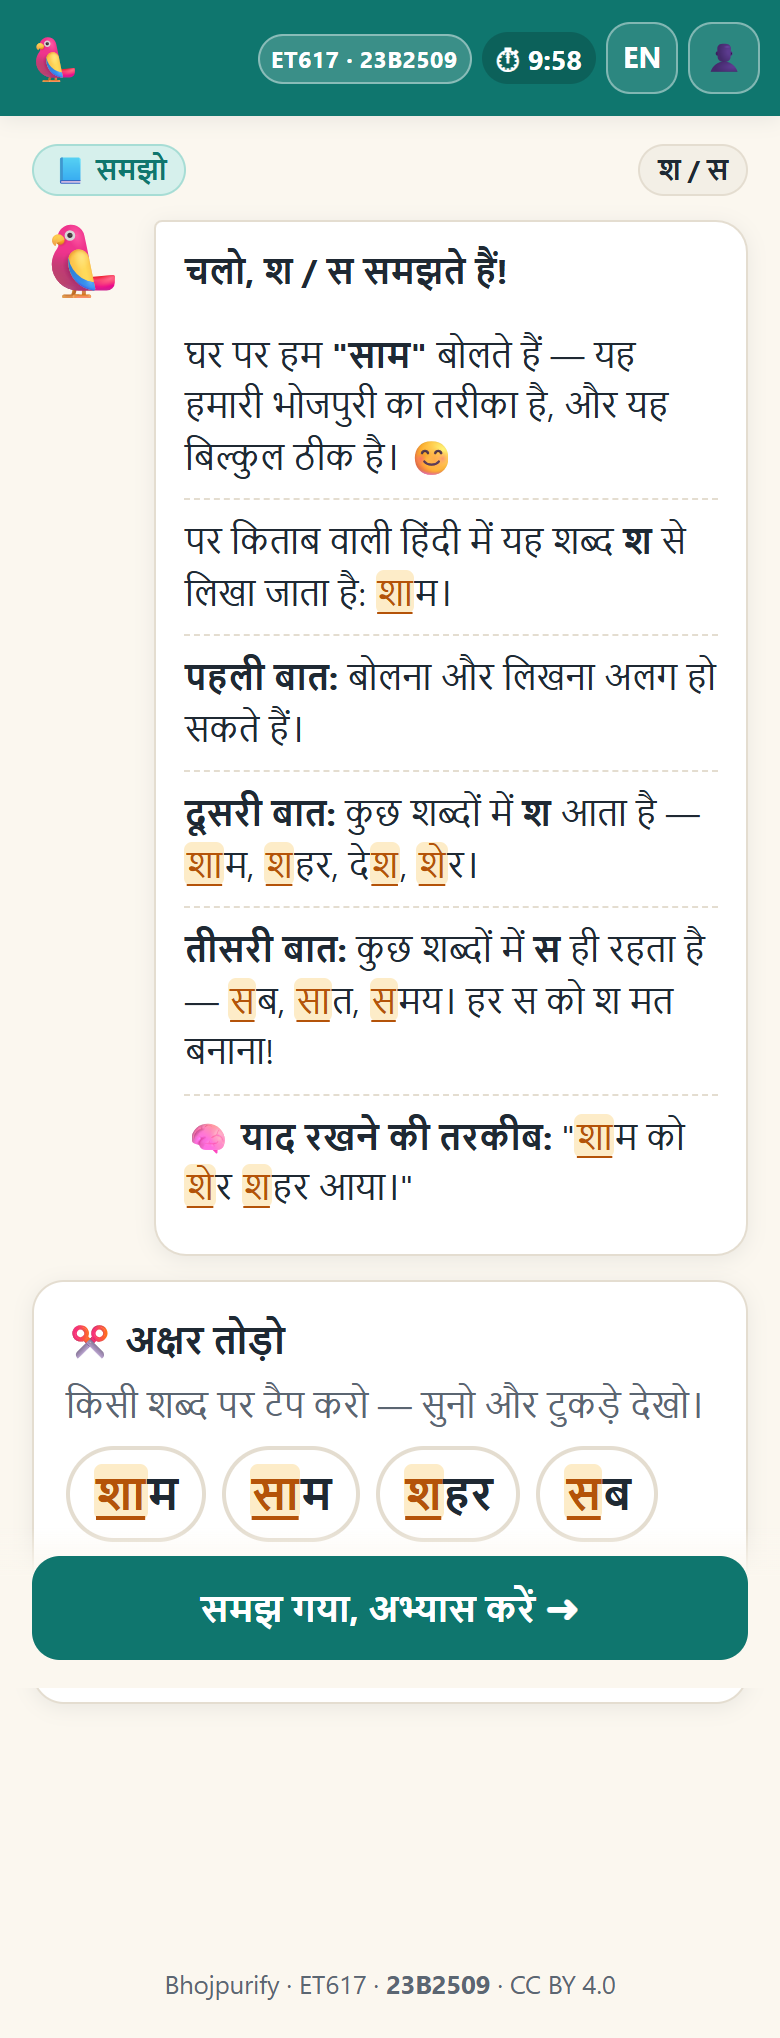 ET617 · 23B2509
9:58
EN
समझो
श / स
चलो, श / स समझते हैं!
घर पर हम "साम" बोलते हैं — यह
हमारी भोजपुरी का तरीका है, और यह
बिल्कुल ठीक है। 😊
पर किताब वाली हिंदी में यह शब्द श से
लिखा जाता है: शाम।
पहली बात: बोलना और लिखना अलग हो
सकते हैं।
दूसरी बात: कुछ शब्दों में श आता है —
शाम, शहर, देश, शेर।
तीसरी बात: कुछ शब्दों में स ही रहता है
— सब, सात, समय। हर स को श मत
बनाना!
🧠 याद रखने की तरकीब: "शाम को
शेर शहर आया।"
अक्षर तोड़ो
किसी शब्द पर टैप करो — सुनो और टुकड़े देखो।
शाम साम शहर सब
समझ गया, अभ्यास करें ➜
Bhojpurify · ET617 · 23B2509 · CC BY 4.0